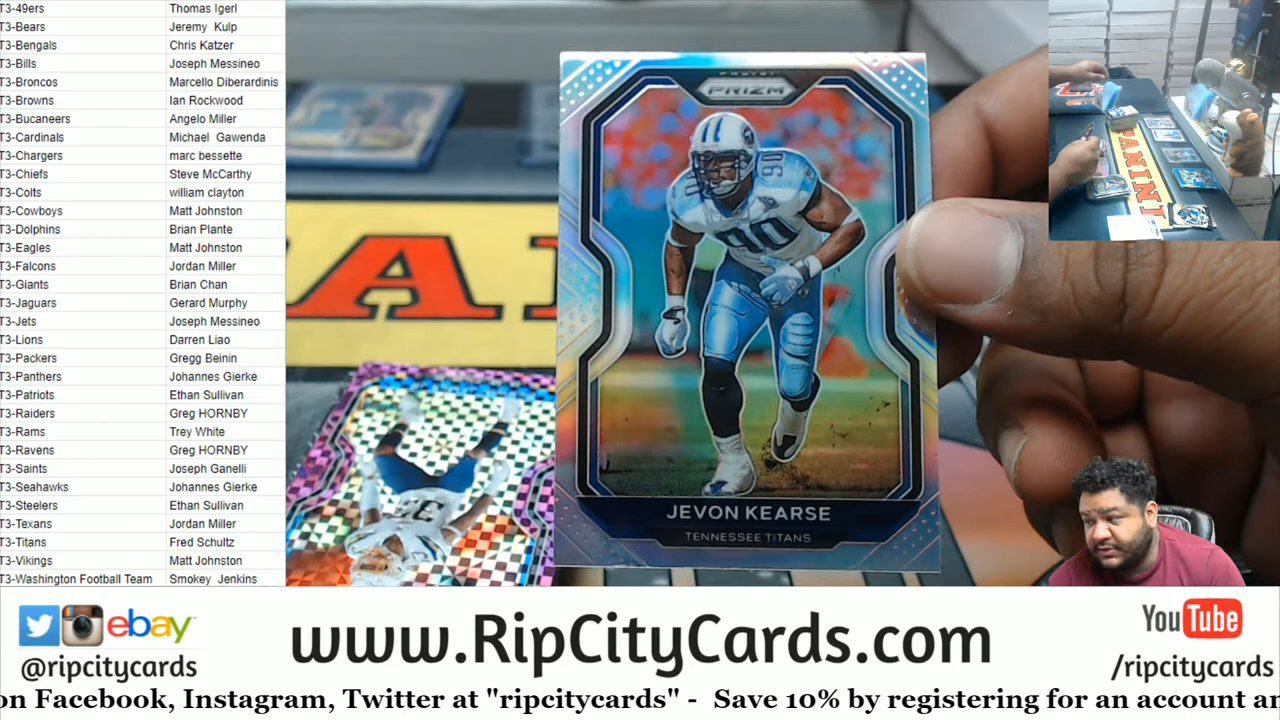 T3-49ers Thomas Igerl
T3-Bears Jeremy Kulp
T3-Bengals Chris Katzer
T3-Bills Joseph Messineo
T3-Broncos Marcello Diberardinis
T3-Browns Ian Rockwood
T3-Bucaneers Angelo Miller
T3-Cardinals Michael Gawenda
T3-Chargers marc bessette
T3-Chiefs Steve McCarthy
T3-Colts william clayton
T3-Cowboys Matt Johnston
T3-Dolphins Brian Plante
T3-Eagles Matt Johnston
T3-Falcons Jordan Miller
T3-Giants Brian Chan
T3-Jaguars Gerard Murphy
T3-Jets Joseph Messineo
T3-Lions Darren Liao
T3-Packers Gregg Beinin
T3-Panthers Johannes Gierke
T3-Patriots Ethan Sullivan
T3-Raiders Greg HORNBY
T3-Rams Trey White
T3-Ravens Greg HORNBY
T3-Saints Joseph Ganelli
T3-Seahawks Johannes Gierke
T3-Steelers Ethan Sullivan
T3-Texans Jordan Miller
T3-Titans Fred Schultz
T3-Vikings Matt Johnston
T3-Washington Football Team Smokey Jenkins
PANINI
PRIZM
90
90
JEVON KEARSE
TENNESSEE TITANS
PANINI
ebay
@ripcitycards
www.RipCityCards.com
YouTube
/ripcitycards
on Facebook, Instagram, Twitter at "ripcitycards" - Save 10% by registering for an account